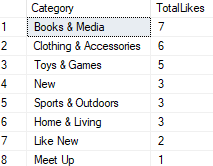 Category TotalLikes
1 Books & Media 7
2 Clothing & Accessories 6
3 Toys & Games 5
4 New 3
5 Sports & Outdoors 3
6 Home & Living 3
7 Like New 2
8 Meet Up 1